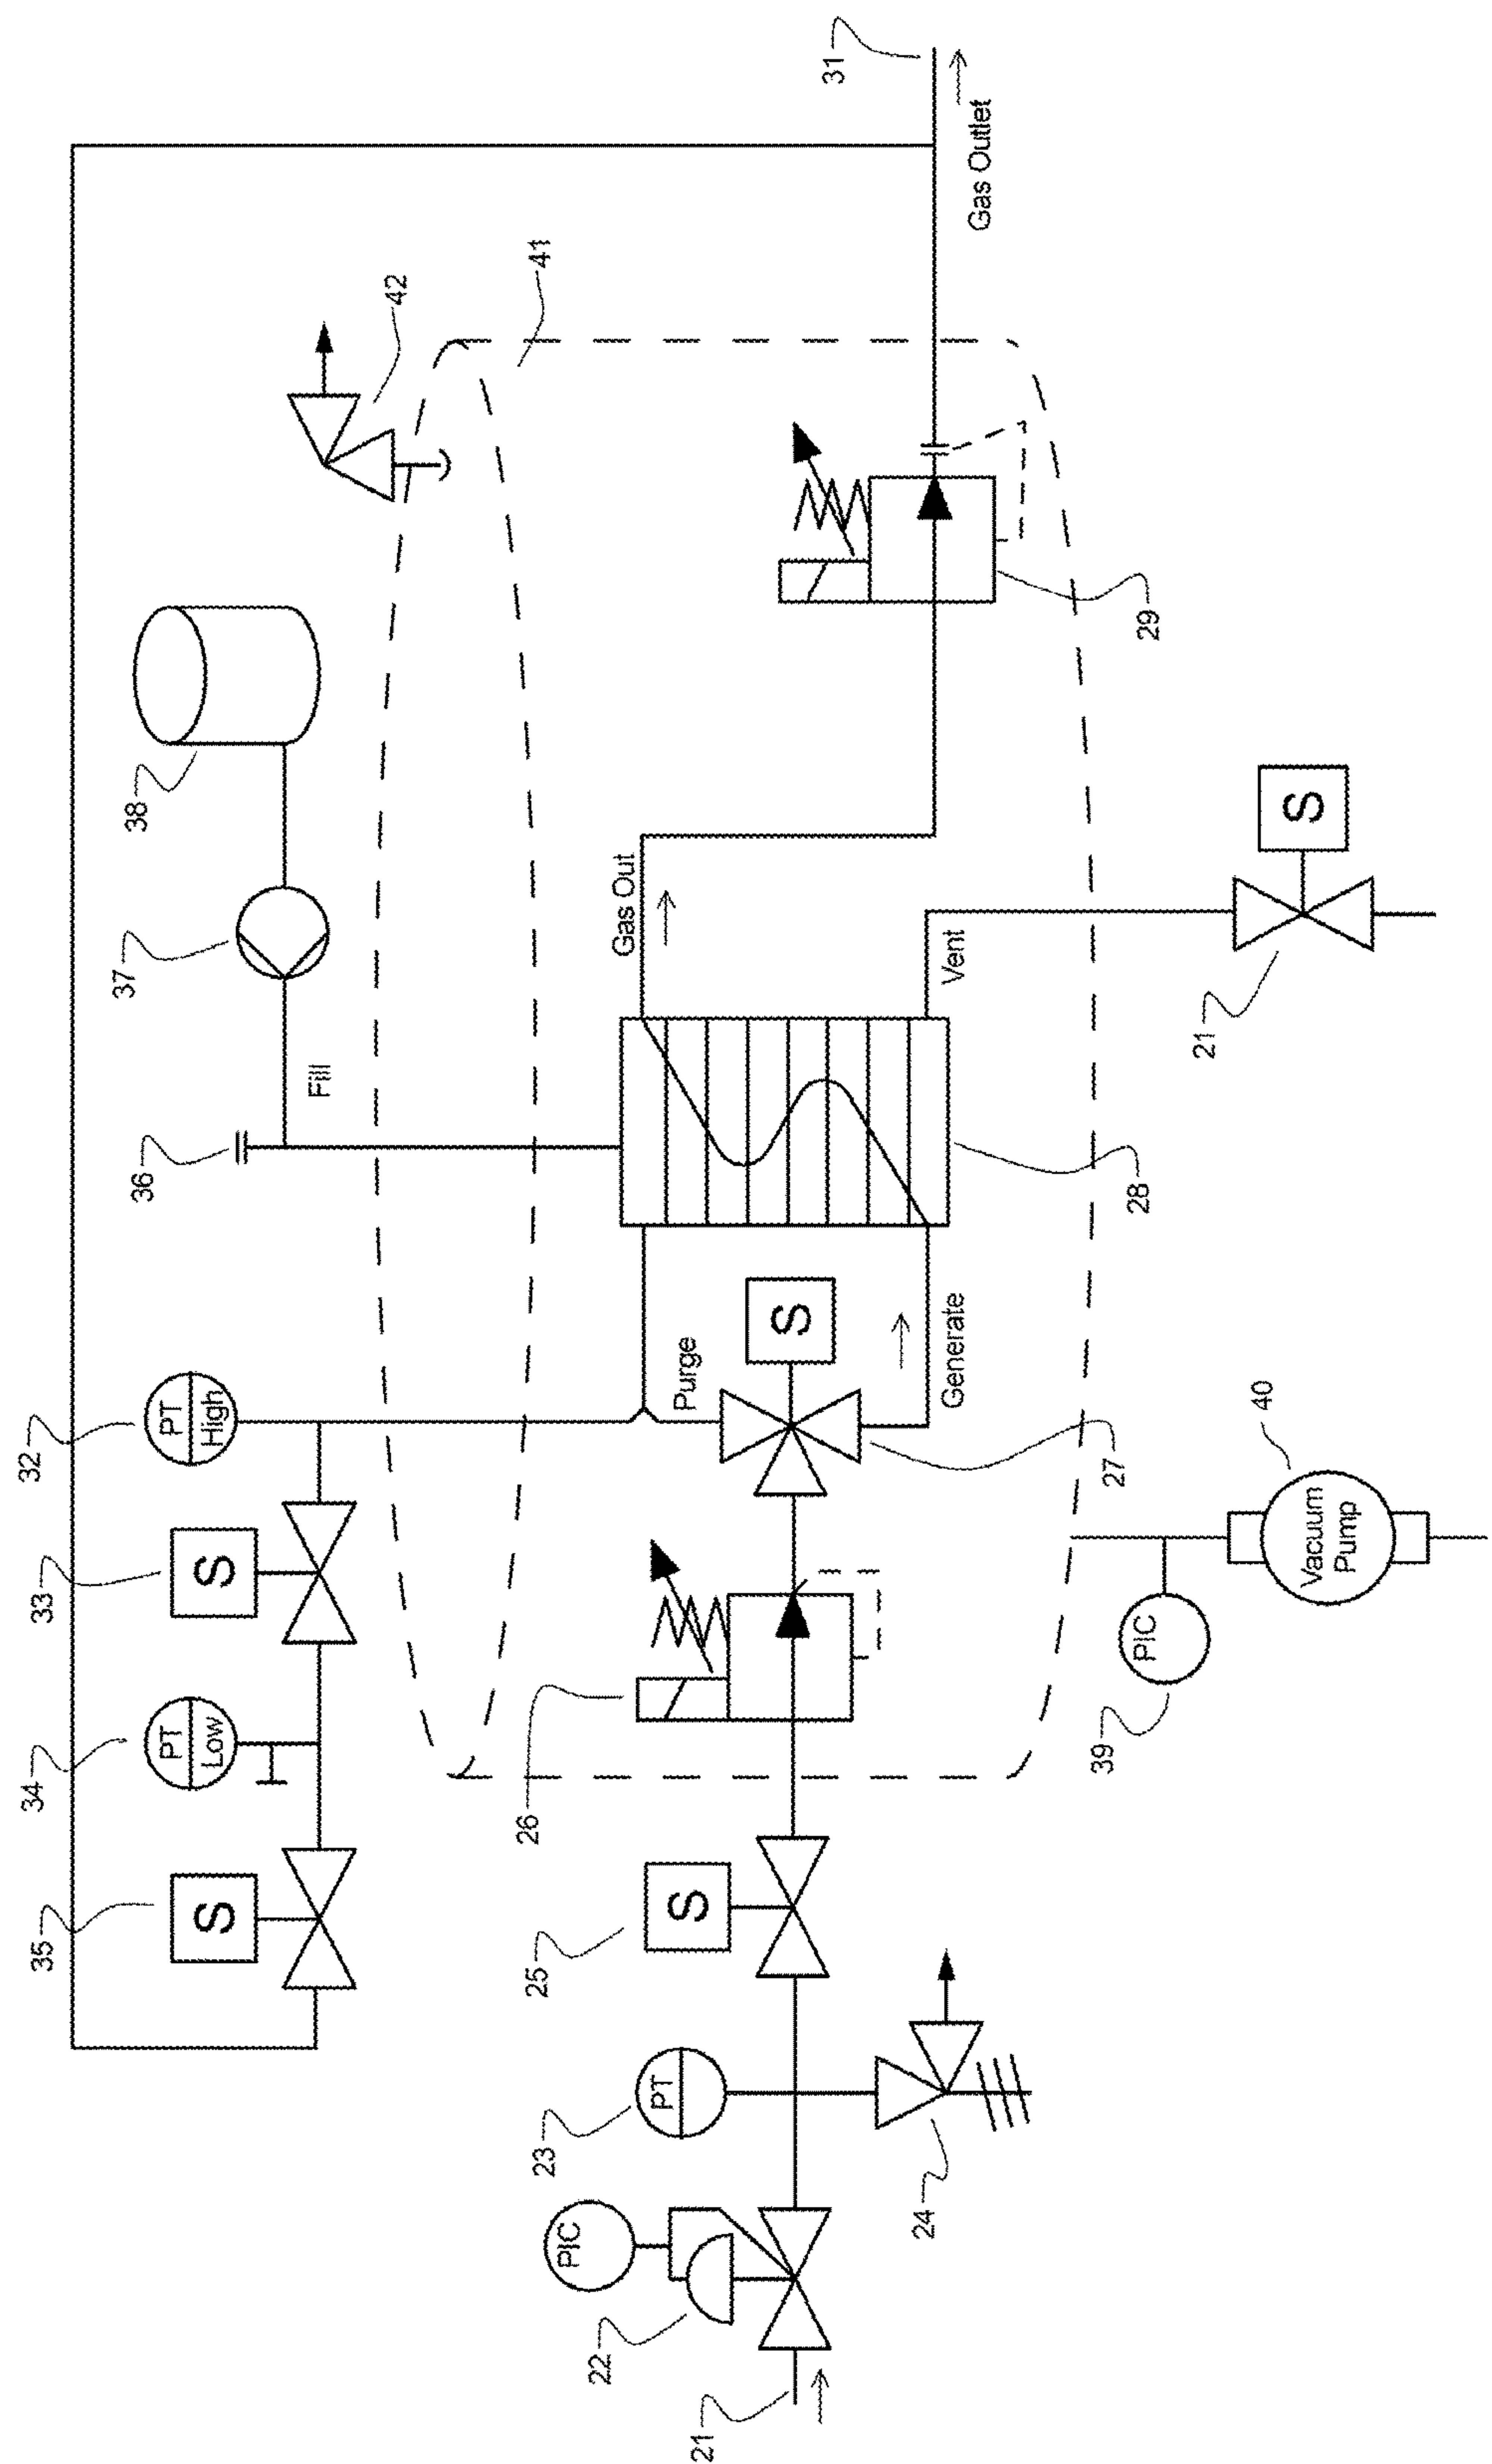 35
34
33
32
36
37
38
31
PT
Low
PT
High
S
S
Fill
42
41
26
25
23
PIC
22
Gas Out
PT
S
Purge
21
S
24
Generate
Vent
Gas Outlet
39
27
28
29
PIC
21
40
S
Vacuum
Pump